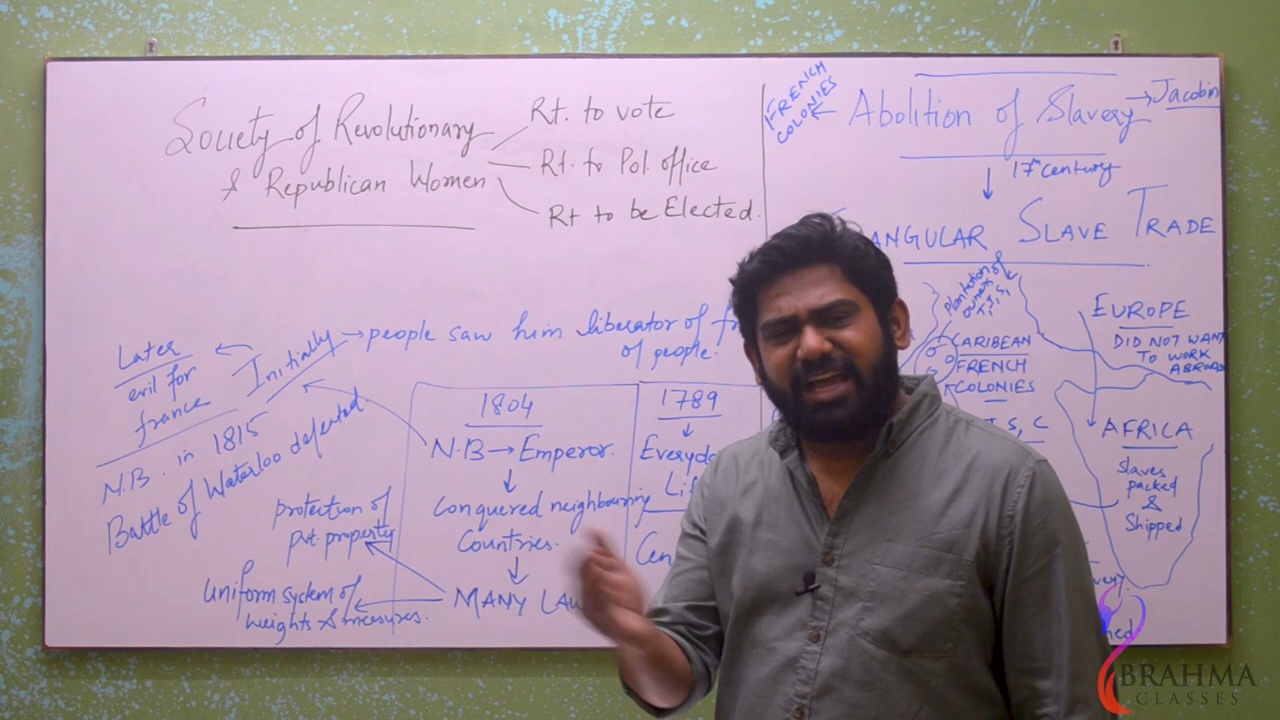 Society of Revolutionary
& Republican Women
Rt. to vote
Rt. to Pol. office
Rt to be Elected.
Later
evil for
france
Initially
people saw him liberator of
of people.
N.B. in 1815
Battle of Waterloo defeated.
1804
N.B → Emperor.
Conquered neighbouring
Countries.
MANY
protection of
pvt. property
Uniform system of
weights & measures.
1789
FRENCH
COLONIES
Abolition of Slavery
Jacobin
17th century
SLAVE TRADE
Plantation
owners
CARIBEAN
FRENCH
COLONIES
EUROPE
DID NOT WANT
TO WORK
ABROAD
AFRICA
slaves
packed
&
Shipped
BRAHMA
CLASSES